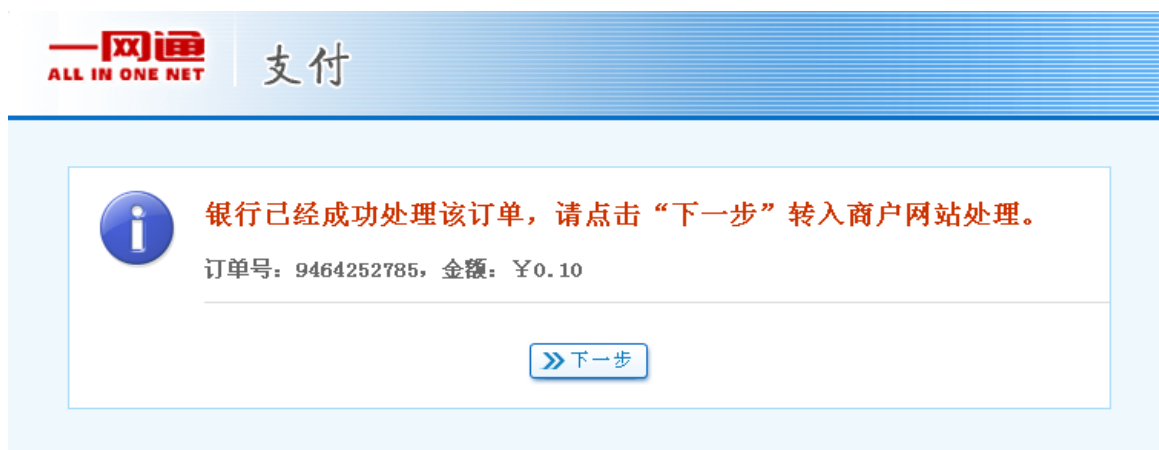 一网通
ALL IN ONE NET
支付
银行已经成功处理该订单，请点击“下一步”转入商户网站处理。
订单号：9464252785，金额：￥0.10
下一步